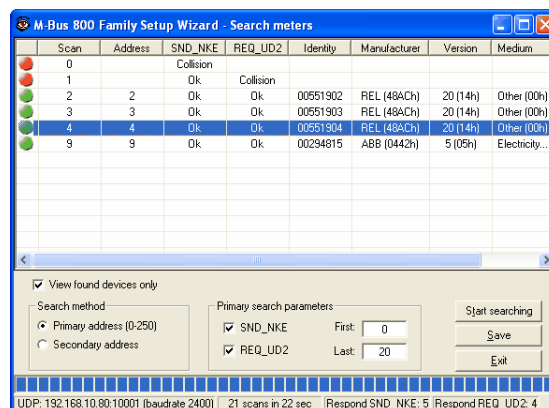 M-Bus 800 Family Setup Wizard - Search meters
Scan Address SND_NKE REQ_UD2 Identity Manufacturer Version Medium
0 Collision
1 Ok Collision
2 2 Ok Ok 00551902 REL (48ACh) 20 (14h) Other (00h)
3 3 Ok Ok 00551903 REL (48ACh) 20 (14h) Other (00h)
4 4 Ok Ok 00551904 REL (48ACh) 20 (14h) Other (00h)
9 9 Ok Ok 00294815 ABB (0442h) 5 (05h) Electricity...
View found devices only
Search method
Primary address (0-250)
Secondary address
Primary search parameters
SND_NKE First: 0
REQ_UD2 Last: 20
Start searching
Save
Exit
UDP: 192.168.10.80:10001 (baudrate 2400) 21 scans in 22 sec Respond SND_NKE: 5 Respond REQ_UD2: 4